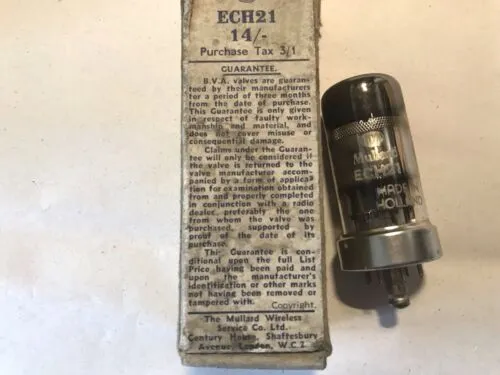 ECH21
14/-
Purchase Tax 3/1
GUARANTEE.
B.V.A. valves are guaran-
teed by their manufacturers
for a period of three months
from the date of purchase.
This Guarantee is only given
in respect of faulty work-
manship and material, and
does not cover misuse or
consequential damage.
Claims under the Guaran-
tee will only be considered if
the valve is returned to the
valve manufacturer accom-
panied by a form of applica-
tion for examination obtained
from and properly completed
in conjunction with a radio
dealer, preferably the one
from whom the valve was
purchased, supported by
proof of the date of its
purchase.
This Guarantee is con-
ditional upon the full List
Price having been paid and
upon the manufacturer's
identification or other marks
not having been removed or
tampered with.
Copyright.
The Mullard Wireless
Service Co. Ltd.
Century House, Shaftesbury
Avenue, London, W.C.2.
Mullard
ECH21
MADE
HOLLAND